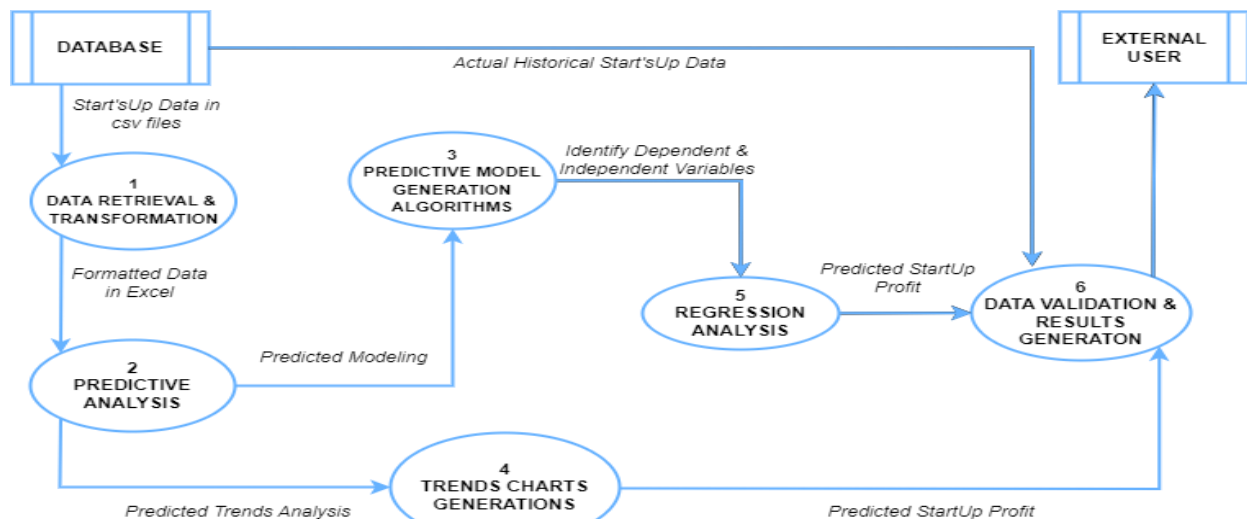 DATABASE
EXTERNAL
USER
Actual Historical Start'sUp Data
Start'sUp Data in
csv files
1
DATA RETRIEVAL &
TRANSFORMATION
3
PREDICTIVE MODEL
GENERATION
ALGORITHMS
Identify Dependent &
Independent Variables
Formatted Data
in Excel
Predicted StartUp
Profit
5
REGRESSION
ANALYSIS
6
DATA VALIDATION &
RESULTS
GENERATON
2
PREDICTIVE
ANALYSIS
Predicted Modeling
4
TRENDS CHARTS
GENERATIONS
Predicted Trends Analysis
Predicted StartUp Profit